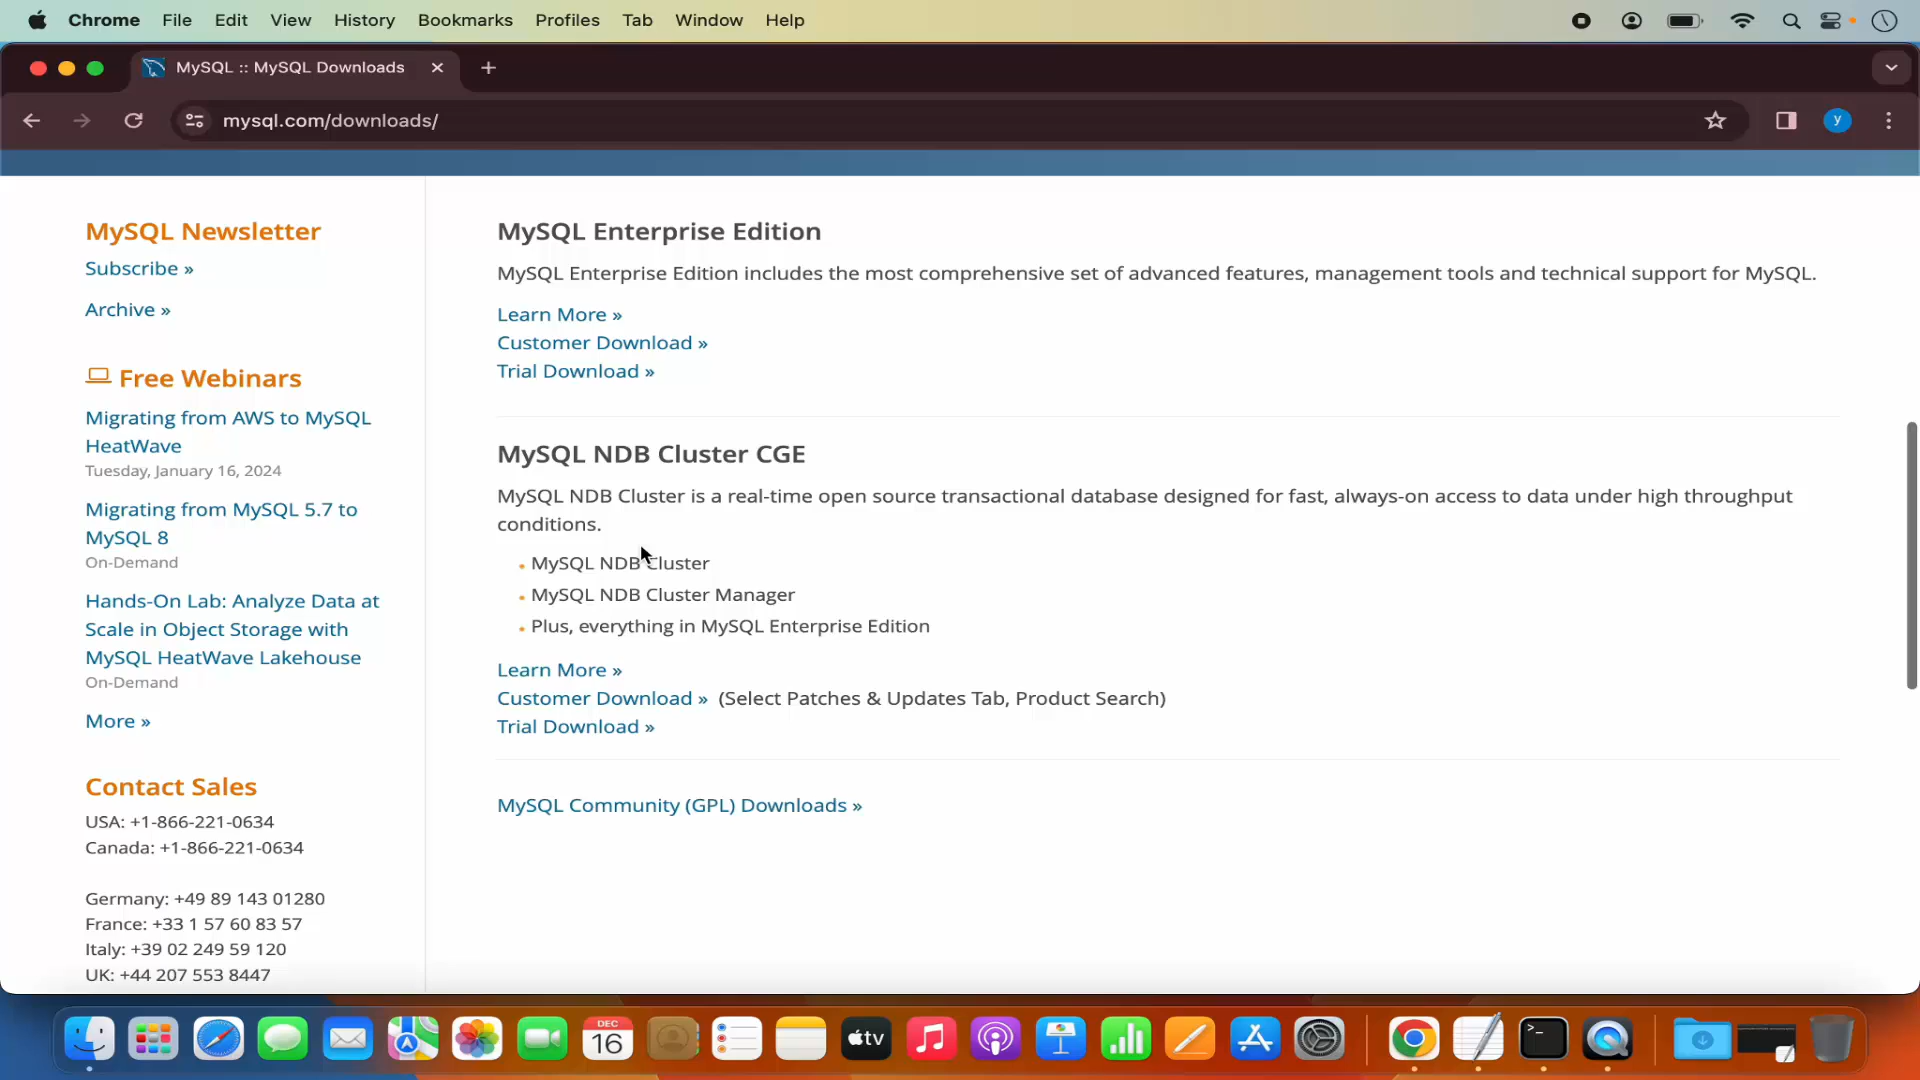 Chrome File Edit View History Bookmarks Profiles Tab Window Help
MySQL :: MySQL Downloads
mysql.com/downloads/
y
MySQL Newsletter
Subscribe »
Archive »
Free Webinars
Migrating from AWS to MySQL
HeatWave
Tuesday, January 16, 2024
Migrating from MySQL 5.7 to
MySQL 8
On-Demand
Hands-On Lab: Analyze Data at
Scale in Object Storage with
MySQL HeatWave Lakehouse
On-Demand
More »
Contact Sales
USA: +1-866-221-0634
Canada: +1-866-221-0634
Germany: +49 89 143 01280
France: +33 1 57 60 83 57
Italy: +39 02 249 59 120
UK: +44 207 553 8447
MySQL Enterprise Edition
MySQL Enterprise Edition includes the most comprehensive set of advanced features, management tools and technical support for MySQL.
Learn More »
Customer Download »
Trial Download »
MySQL NDB Cluster CGE
MySQL NDB Cluster is a real-time open source transactional database designed for fast, always-on access to data under high throughput
conditions.
MySQL NDB Cluster
MySQL NDB Cluster Manager
Plus, everything in MySQL Enterprise Edition
Learn More »
Customer Download » (Select Patches & Updates Tab, Product Search)
Trial Download »
MySQL Community (GPL) Downloads »
DEC
16
tv
>_